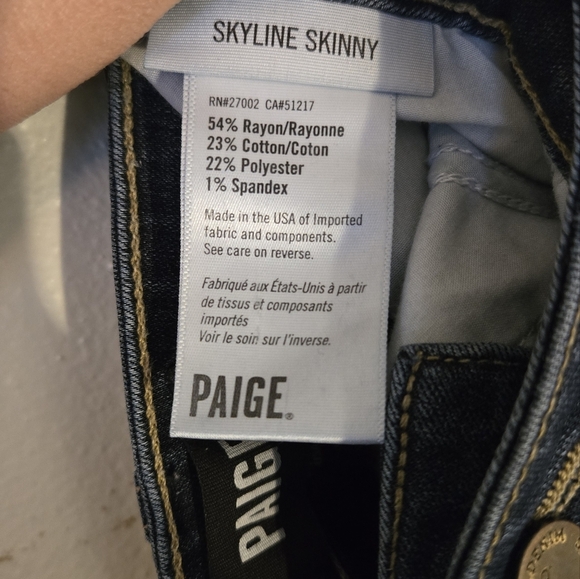 SKYLINE SKINNY
RN#27002 CA#51217
54% Rayon/Rayonne
23% Cotton/Coton
22% Polyester
1% Spandex
Made in the USA of Imported
fabric and components.
See care on reverse.
Fabriqué aux États-Unis à partir
de tissus et composants
importés
Voir le soin sur l'inverse.
PAIGE®
PAIGE